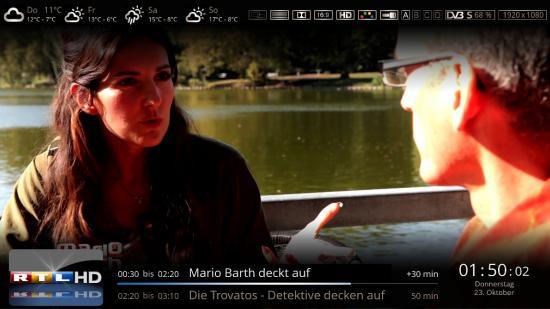 Do 11°C
12°C - 7°C
Fr
13°C - 6°C
Sa
15°C - 8°C
So
17°C - 8°C
16:9 HD A B C D DVB S 68 % 1920 x 1080
MARIO
RTL HD
00:30 bis 02:20 Mario Barth deckt auf +30 min
02:20 bis 03:10 Die Trovatos - Detektive decken auf 50 min
01:50:02
Donnerstag
23. Oktober